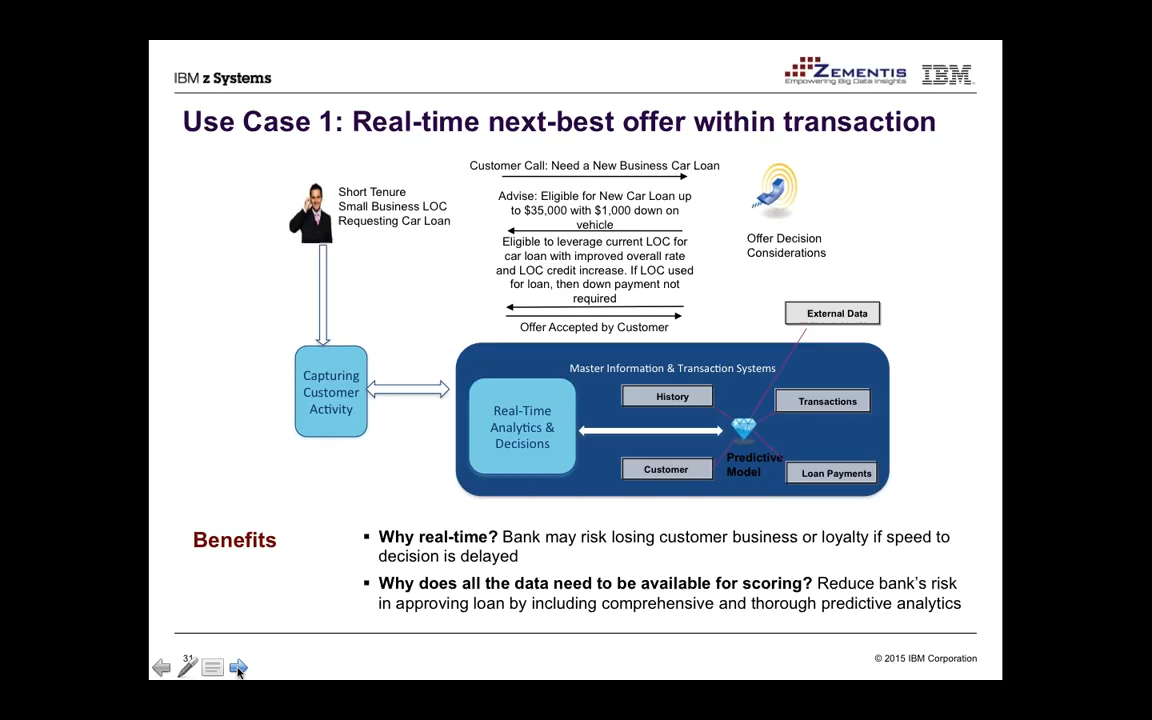 IBM z Systems
ZEMENTIS
Empowering Big Data Insights
IBM
Use Case 1: Real-time next-best offer within transaction
Customer Call: Need a New Business Car Loan
Short Tenure
Small Business LOC
Requesting Car Loan
Advise: Eligible for New Car Loan up
to $35,000 with $1,000 down on
vehicle
Eligible to leverage current LOC for
car loan with improved overall rate
and LOC credit increase. If LOC used
for loan, then down payment not
required
Offer Accepted by Customer
Offer Decision
Considerations
External Data
Capturing
Customer
Activity
Master Information & Transaction Systems
Real-Time
Analytics &
Decisions
History
Transactions
Customer
Predictive
Model
Loan Payments
Benefits
▪ Why real-time? Bank may risk losing customer business or loyalty if speed to
decision is delayed
▪ Why does all the data need to be available for scoring? Reduce bank's risk
in approving loan by including comprehensive and thorough predictive analytics
31
© 2015 IBM Corporation